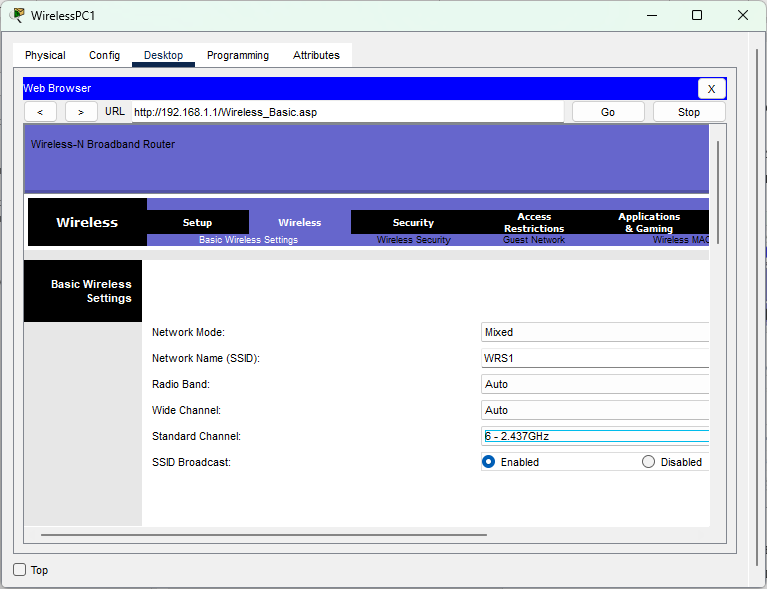 WirelessPC1
Physical Config Desktop Programming Attributes
Web Browser X
< > URL http://192.168.1.1/Wireless_Basic.asp Go Stop
Wireless-N Broadband Router
Wireless Setup Wireless Security Access Restrictions Applications & Gaming
Basic Wireless Settings Wireless Security Guest Network Wireless MAC
Basic Wireless
Settings
Network Mode: Mixed
Network Name (SSID): WRS1
Radio Band: Auto
Wide Channel: Auto
Standard Channel: 6 - 2.437GHz
SSID Broadcast: Enabled Disabled
Top